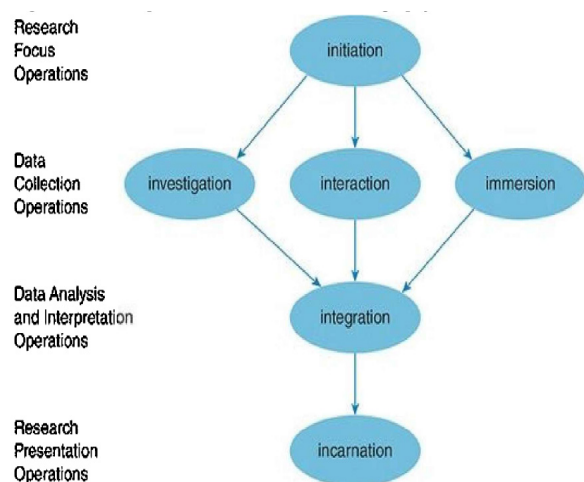 Research
Focus
Operations
initiation
Data
Collection
Operations
investigation
interaction
immersion
Data Analysis
and Interpretation
Operations
integration
Research
Presentation
Operations
incarnation